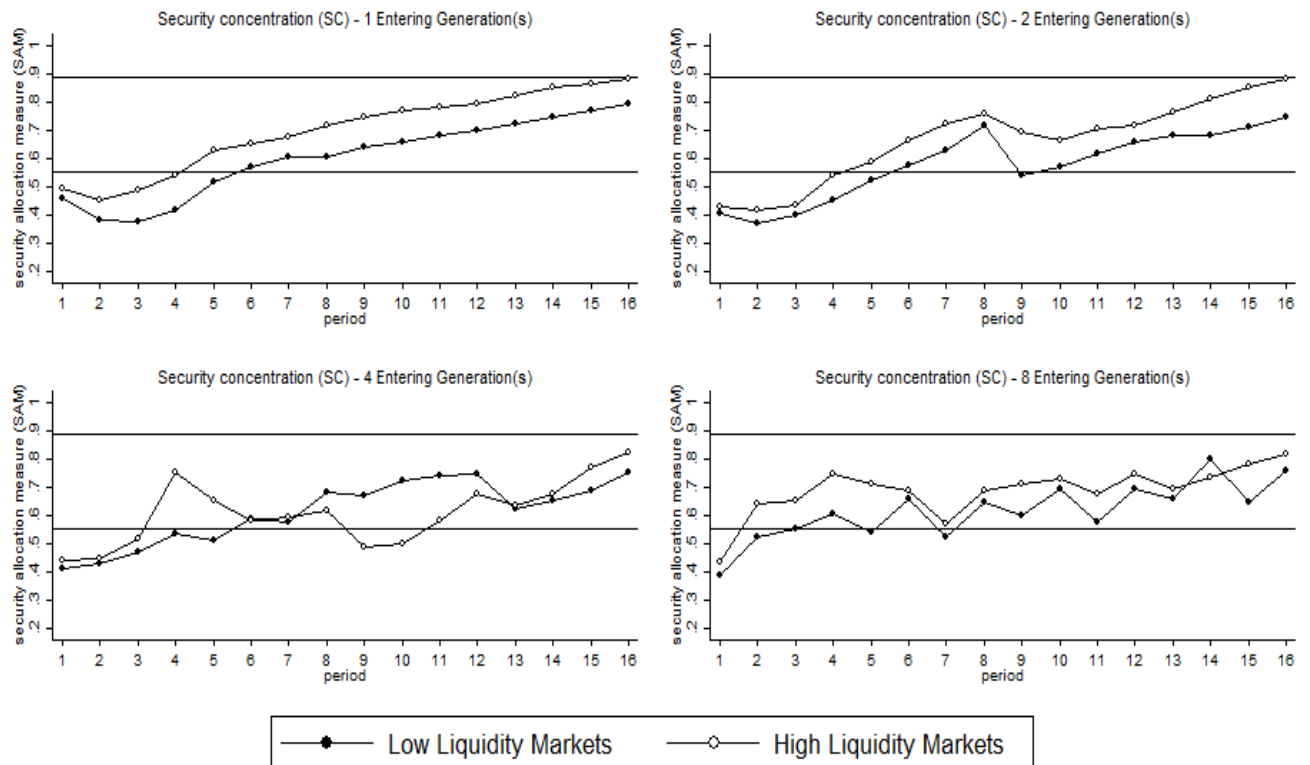 Security concentration (SC) - 1 Entering Generation(s)
security allocation measure (SAM)
1
.9
.8
.7
.6
.5
.4
.3
.2
1 2 3 4 5 6 7 8 9 10 11 12 13 14 15 16
period
Security concentration (SC) - 2 Entering Generation(s)
security allocation measure (SAM)
1
.9
.8
.7
.6
.5
.4
.3
.2
1 2 3 4 5 6 7 8 9 10 11 12 13 14 15 16
period
Security concentration (SC) - 4 Entering Generation(s)
security allocation measure (SAM)
1
.9
.8
.7
.6
.5
.4
.3
.2
1 2 3 4 5 6 7 8 9 10 11 12 13 14 15 16
period
Security concentration (SC) - 8 Entering Generation(s)
security allocation measure (SAM)
1
.9
.8
.7
.6
.5
.4
.3
.2
1 2 3 4 5 6 7 8 9 10 11 12 13 14 15 16
period
Low Liquidity Markets
High Liquidity Markets